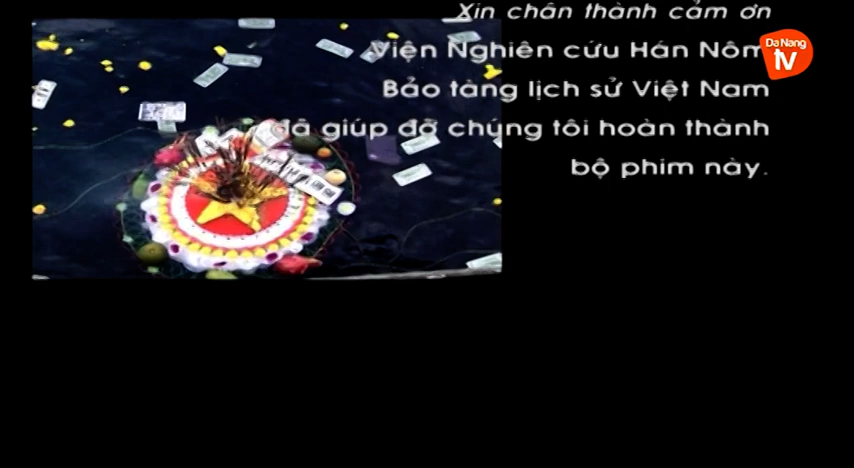 Xin chân thành cảm ơn
Viện Nghiên cứu Hán Nôm
Bảo tàng lịch sử Việt Nam
đã giúp đỡ chúng tôi hoàn thành
bộ phim này.
Da Nang
tv